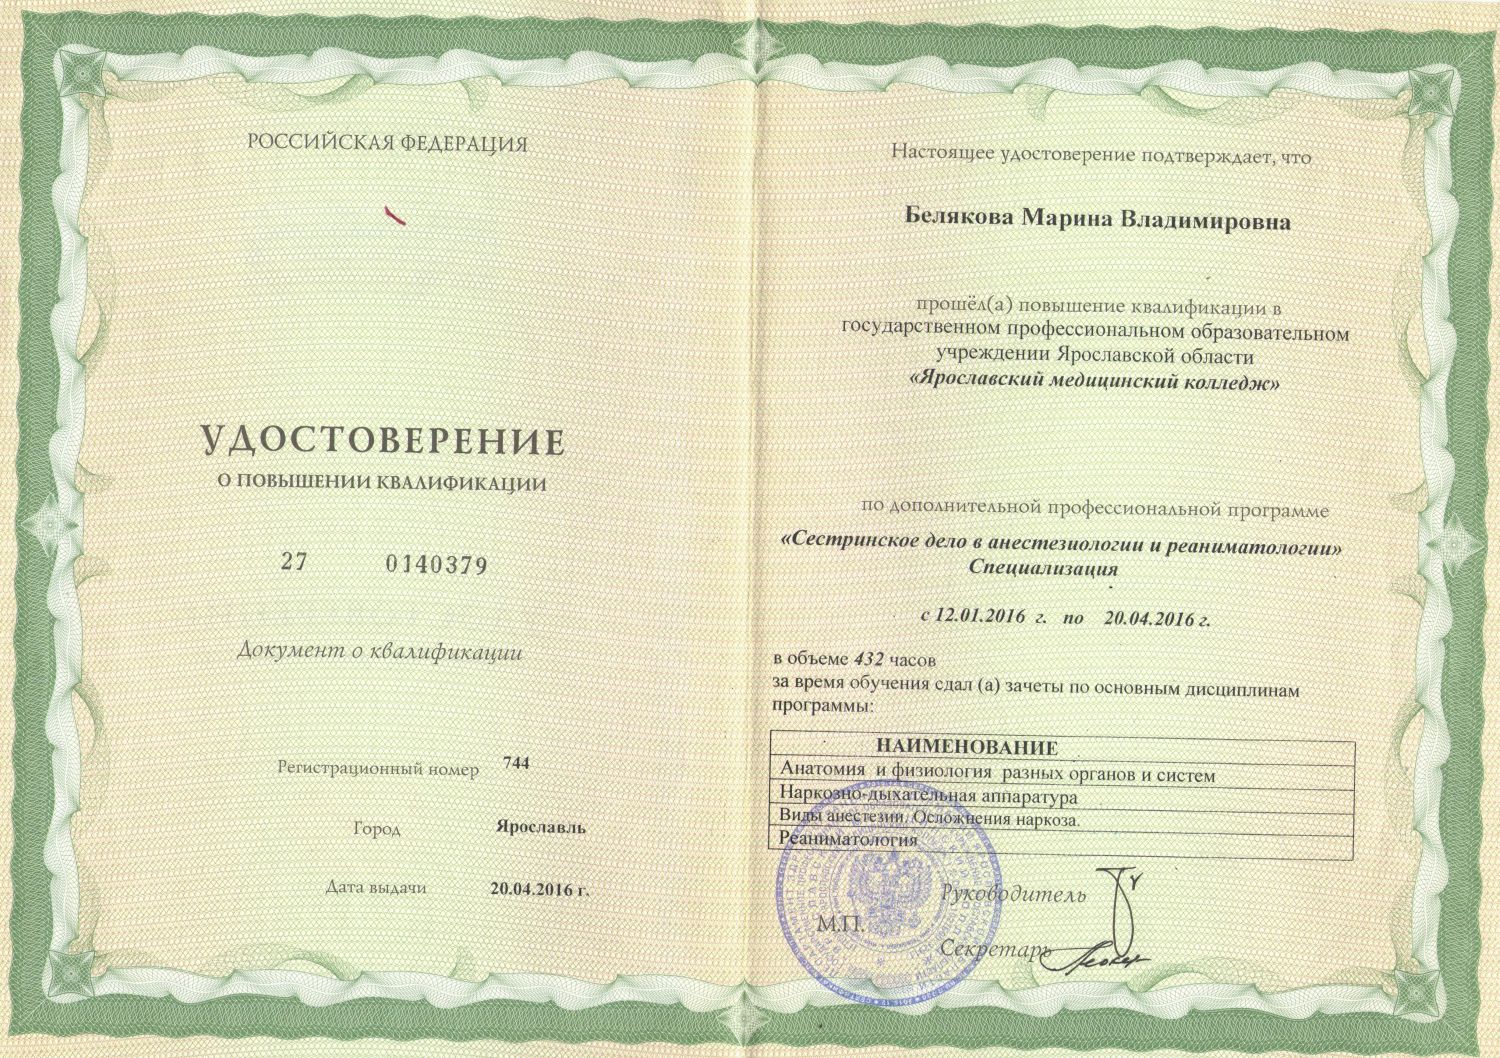 РОССИЙСКАЯ ФЕДЕРАЦИЯ
УДОСТОВЕРЕНИЕ
О ПОВЫШЕНИИ КВАЛИФИКАЦИИ
27 0140379
Документ о квалификации
Регистрационный номер 744
Город Ярославль
Дата выдачи 20.04.2016 г.
Настоящее удостоверение подтверждает, что
Белякова Марина Владимировна
прошёл(а) повышение квалификации в
государственном профессиональном образовательном
учреждении Ярославской области
«Ярославский медицинский колледж»
по дополнительной профессиональной программе
«Сестринское дело в анестезиологии и реаниматологии»
Специализация
с 12.01.2016 г. по 20.04.2016 г.
в объеме 432 часов
за время обучения сдал (а) зачеты по основным дисциплинам
программы:
НАИМЕНОВАНИЕ
Анатомия и физиология разных органов и систем
Наркозно-дыхательная аппаратура
Виды анестезии. Осложнения наркоза.
Реаниматология
Руководитель
М.П.
Секретарь